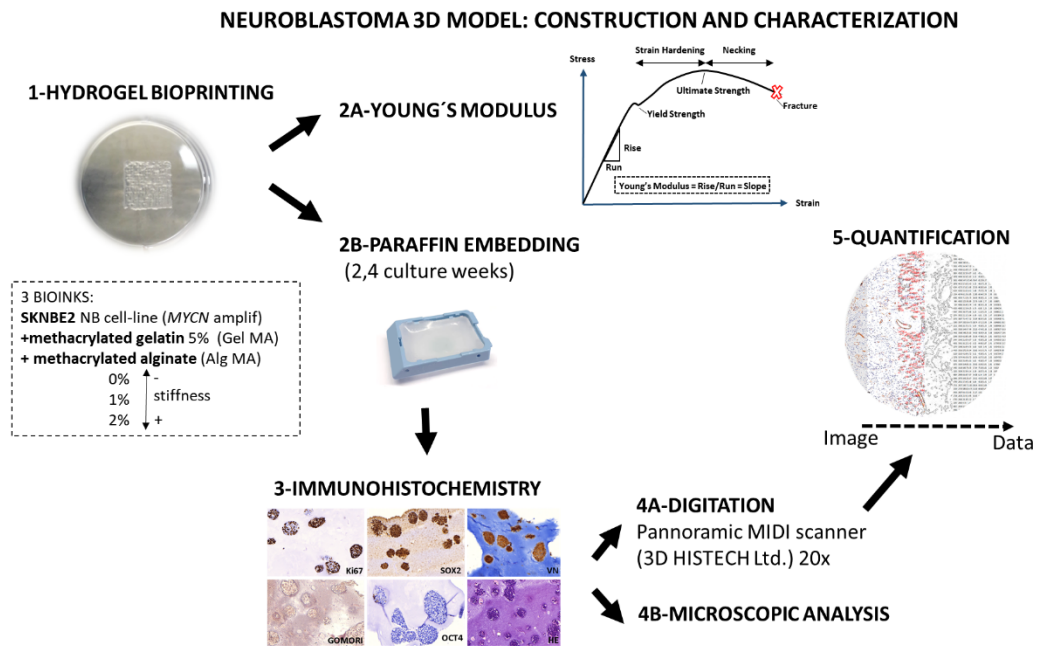 NEUROBLASTOMA 3D MODEL: CONSTRUCTION AND CHARACTERIZATION
1-HYDROGEL BIOPRINTING
2A-YOUNG´S MODULUS
Stress
Strain Hardening
Necking
Ultimate Strength
Yield Strength
Fracture
Rise
Run
Young's Modulus = Rise/Run = Slope
Strain
2B-PARAFFIN EMBEDDING
(2,4 culture weeks)
3 BIOINKS:
SKNBE2 NB cell-line (MYCN amplif)
+methacrylated gelatin 5% (Gel MA)
+ methacrylated alginate (Alg MA)
0% -
1% stiffness
2% +
3-IMMUNOHISTOCHEMISTRY
Ki67
SOX2
VN
GOMORI
OCT4
HE
4A-DIGITATION
Pannoramic MIDI scanner
(3D HISTECH Ltd.) 20x
4B-MICROSCOPIC ANALYSIS
5-QUANTIFICATION
Image
Data